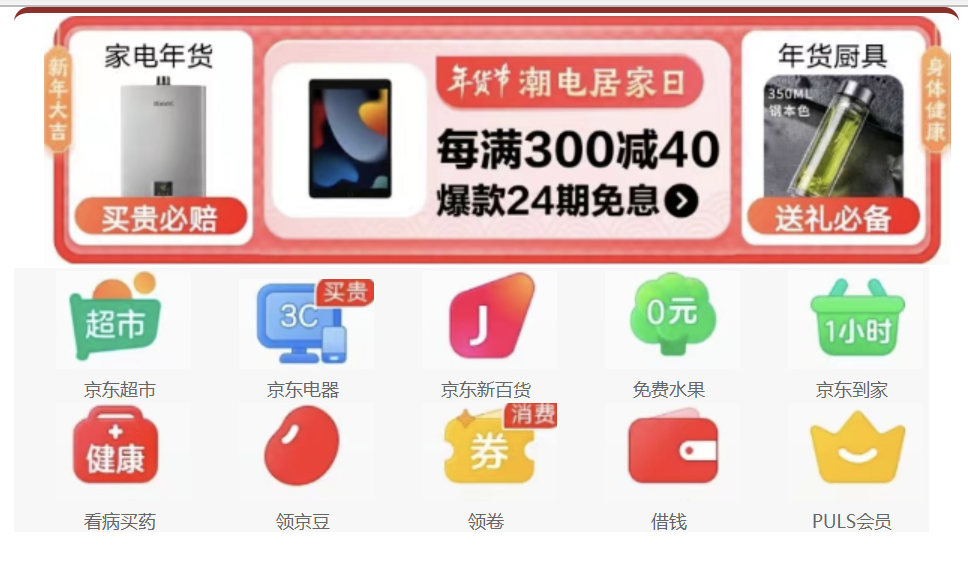 家电年货
新年大吉
买贵必赔
年货节 潮电居家日
每满300减40
爆款24期免息
年货厨具
350ML
钢本色
身体健康
送礼必备
超市
3C
买贵
J
0元
1小时
京东超市
京东电器
京东新百货
免费水果
京东到家
健康
券
消费
看病买药
领京豆
领卷
借钱
PULS会员